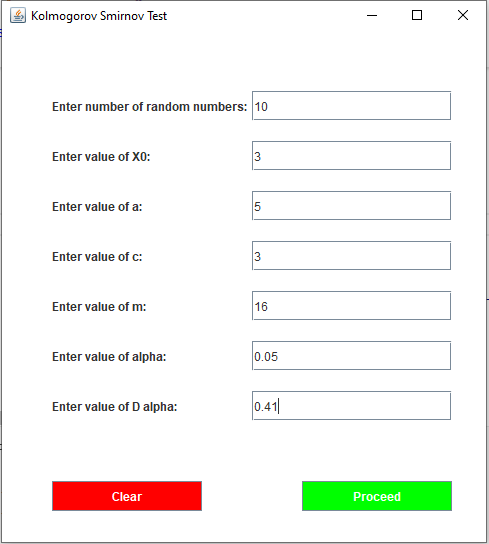 Kolmogorov Smirnov Test
Enter number of random numbers: 10
Enter value of X0: 3
Enter value of a: 5
Enter value of c: 3
Enter value of m: 16
Enter value of alpha: 0.05
Enter value of D alpha: 0.41
Clear Proceed